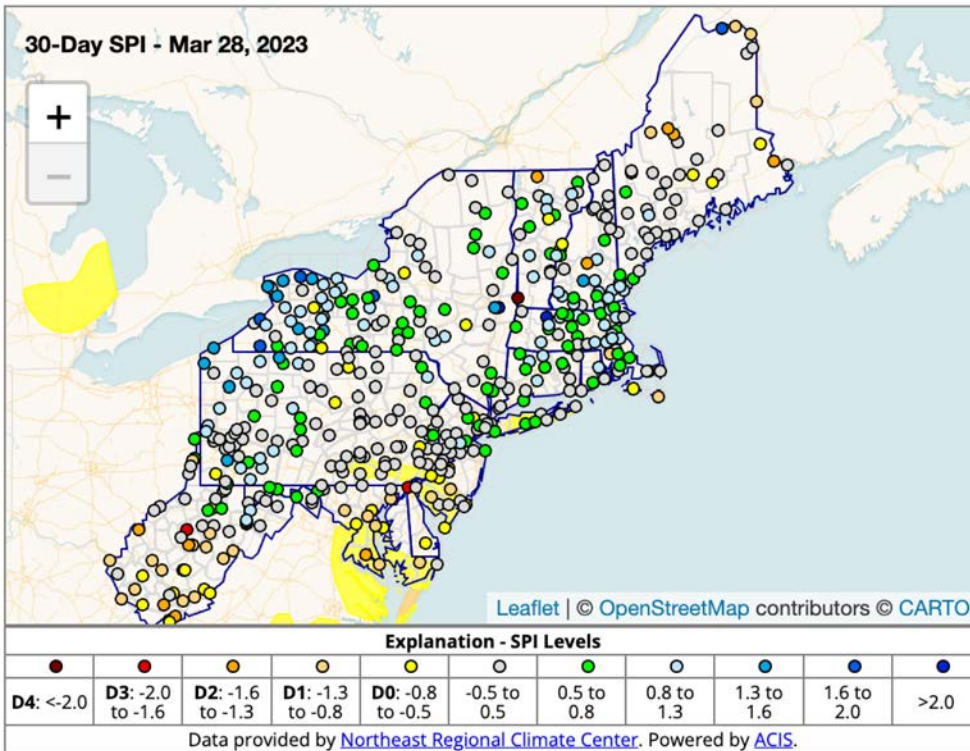 30-Day SPI - Mar 28, 2023
+
−
Leaflet | © OpenStreetMap contributors © CARTO
Explanation - SPI Levels
D4: <-2.0
D3: -2.0 to -1.6
D2: -1.6 to -1.3
D1: -1.3 to -0.8
D0: -0.8 to -0.5
-0.5 to 0.5
0.5 to 0.8
0.8 to 1.3
1.3 to 1.6
1.6 to 2.0
>2.0
Data provided by Northeast Regional Climate Center. Powered by ACIS.